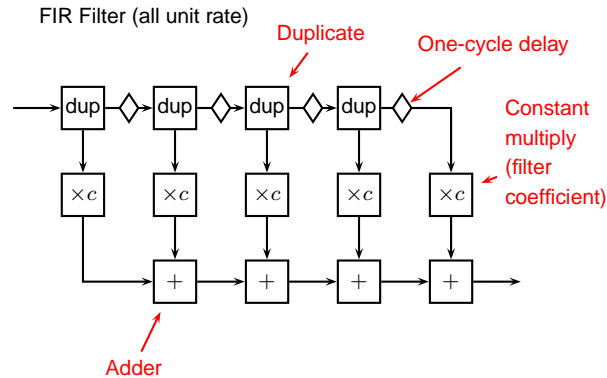 FIR Filter (all unit rate)
Duplicate
One-cycle delay
dup dup dup dup
Constant
multiply
(filter
coefficient)
×c ×c ×c ×c ×c
+ + + +
Adder